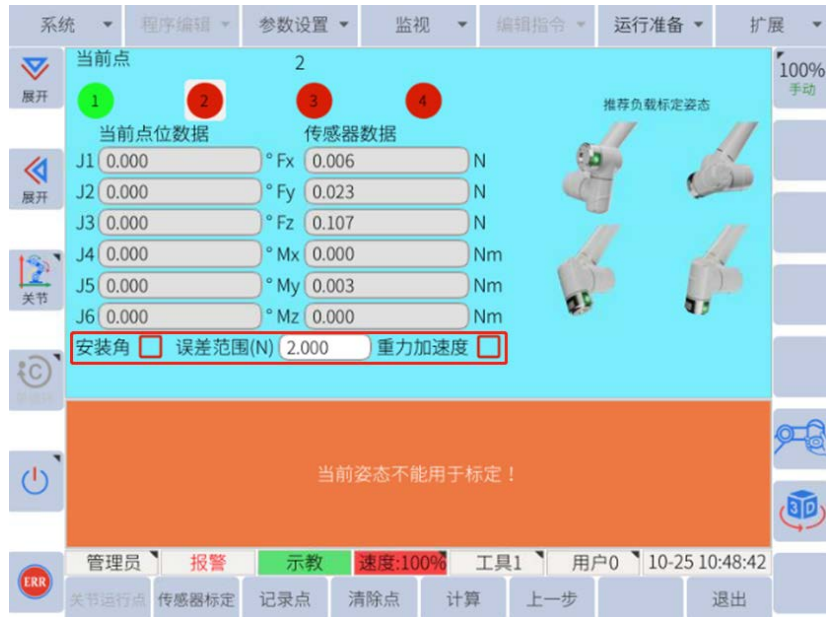 系统 程序编辑 参数设置 监视 编辑指令 运行准备 扩展
展开
展开
关节
C
ERR
当前点 2
1 2 3 4
当前点位数据 传感器数据
J1 0.000 ° Fx 0.006 N
J2 0.000 ° Fy 0.023 N
J3 0.000 ° Fz 0.107 N
J4 0.000 ° Mx 0.000 Nm
J5 0.000 ° My 0.003 Nm
J6 0.000 ° Mz 0.000 Nm
安装角 误差范围(N) 2.000 重力加速度
推荐负载标定姿态
当前姿态不能用于标定！
100%
手动
3D
管理员 报警 示教 速度:100% 工具1 用户0 10-25 10:48:42
关节运行点 传感器标定 记录点 清除点 计算 上一步 退出